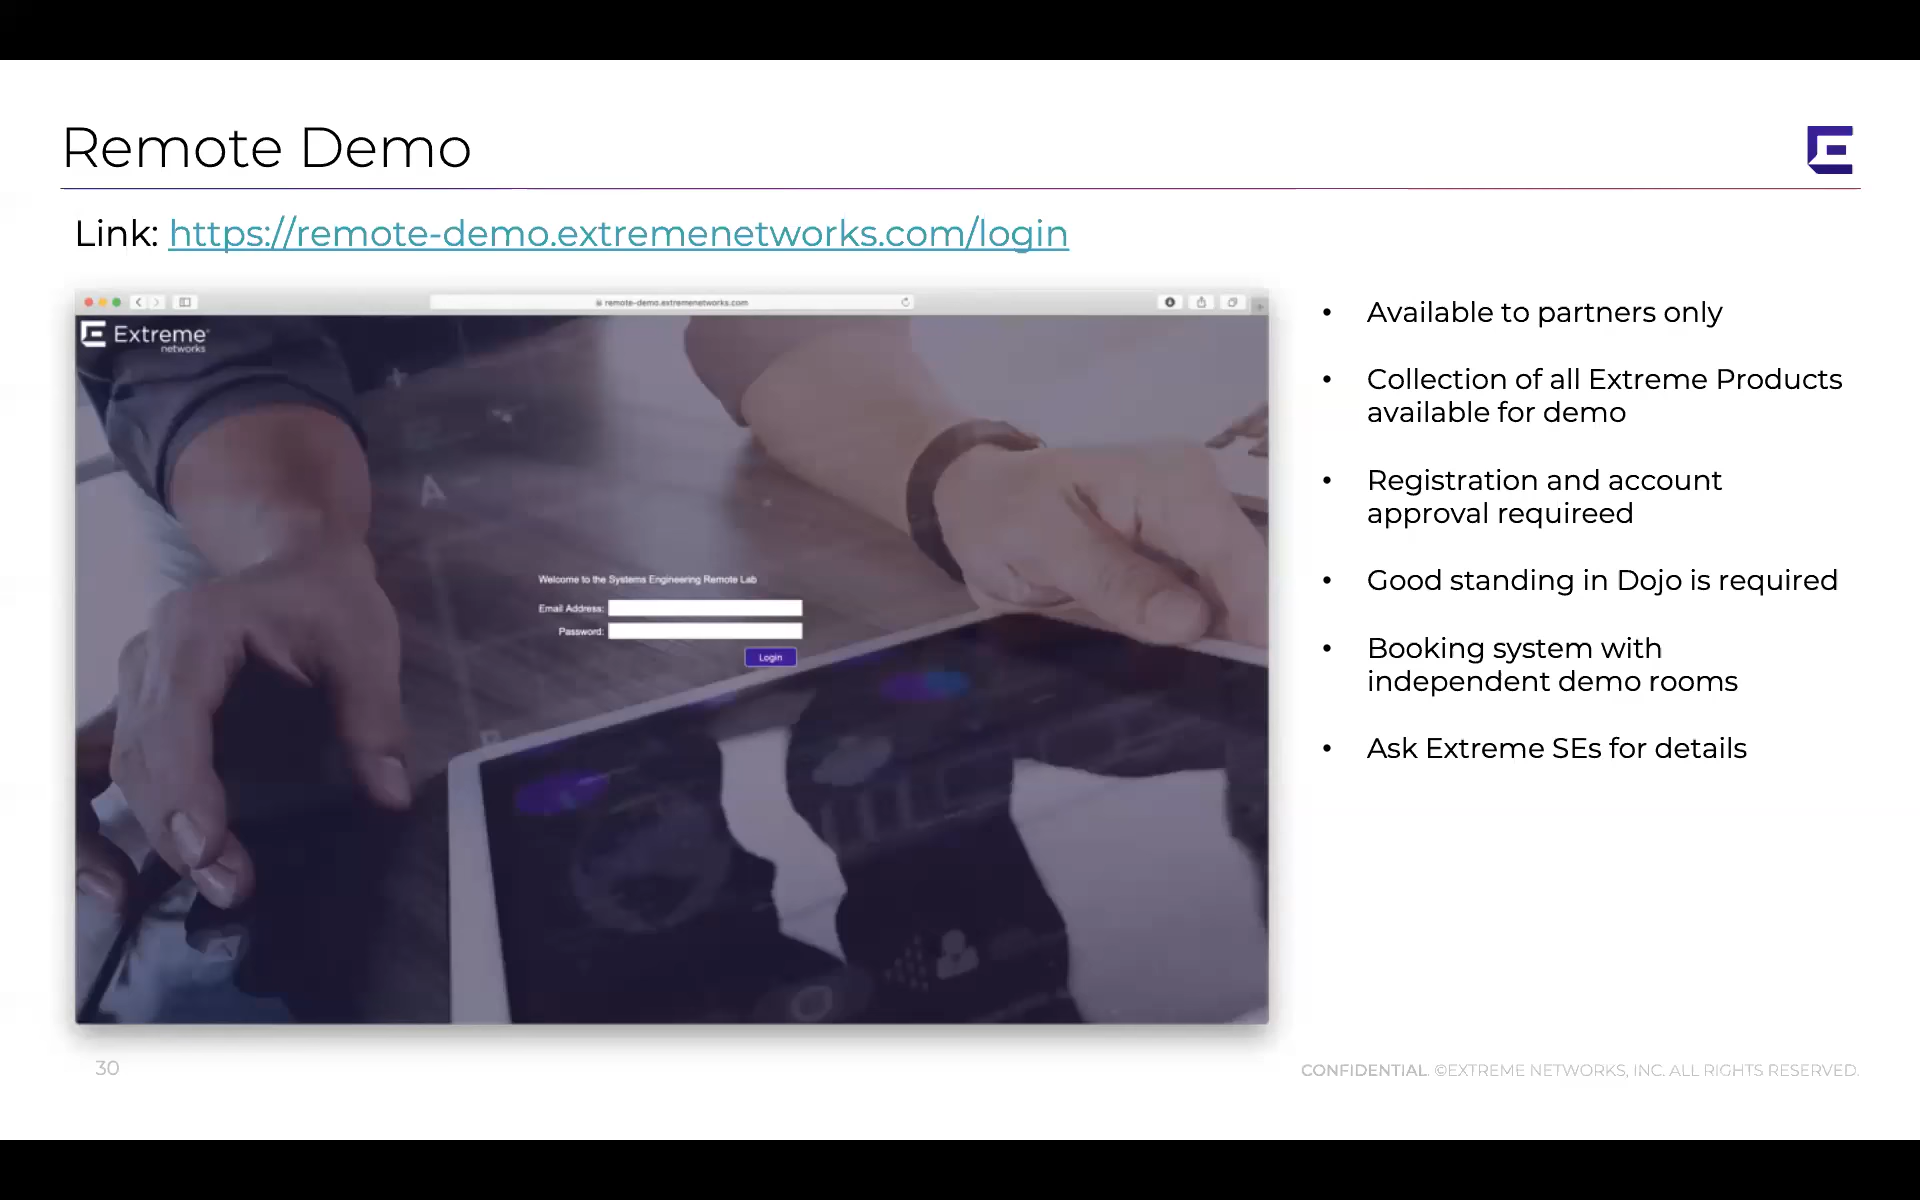 Remote Demo
Link: https://remote-demo.extremenetworks.com/login
remote-demo.extremenetworks.com
Extreme
networks
A
Welcome to the Systems Engineering Remote Lab
Email Address:
Password:
Login
• Available to partners only
• Collection of all Extreme Products
available for demo
• Registration and account
approval requireed
• Good standing in Dojo is required
• Booking system with
independent demo rooms
• Ask Extreme SEs for details
30
CONFIDENTIAL. ©EXTREME NETWORKS, INC. ALL RIGHTS RESERVED.